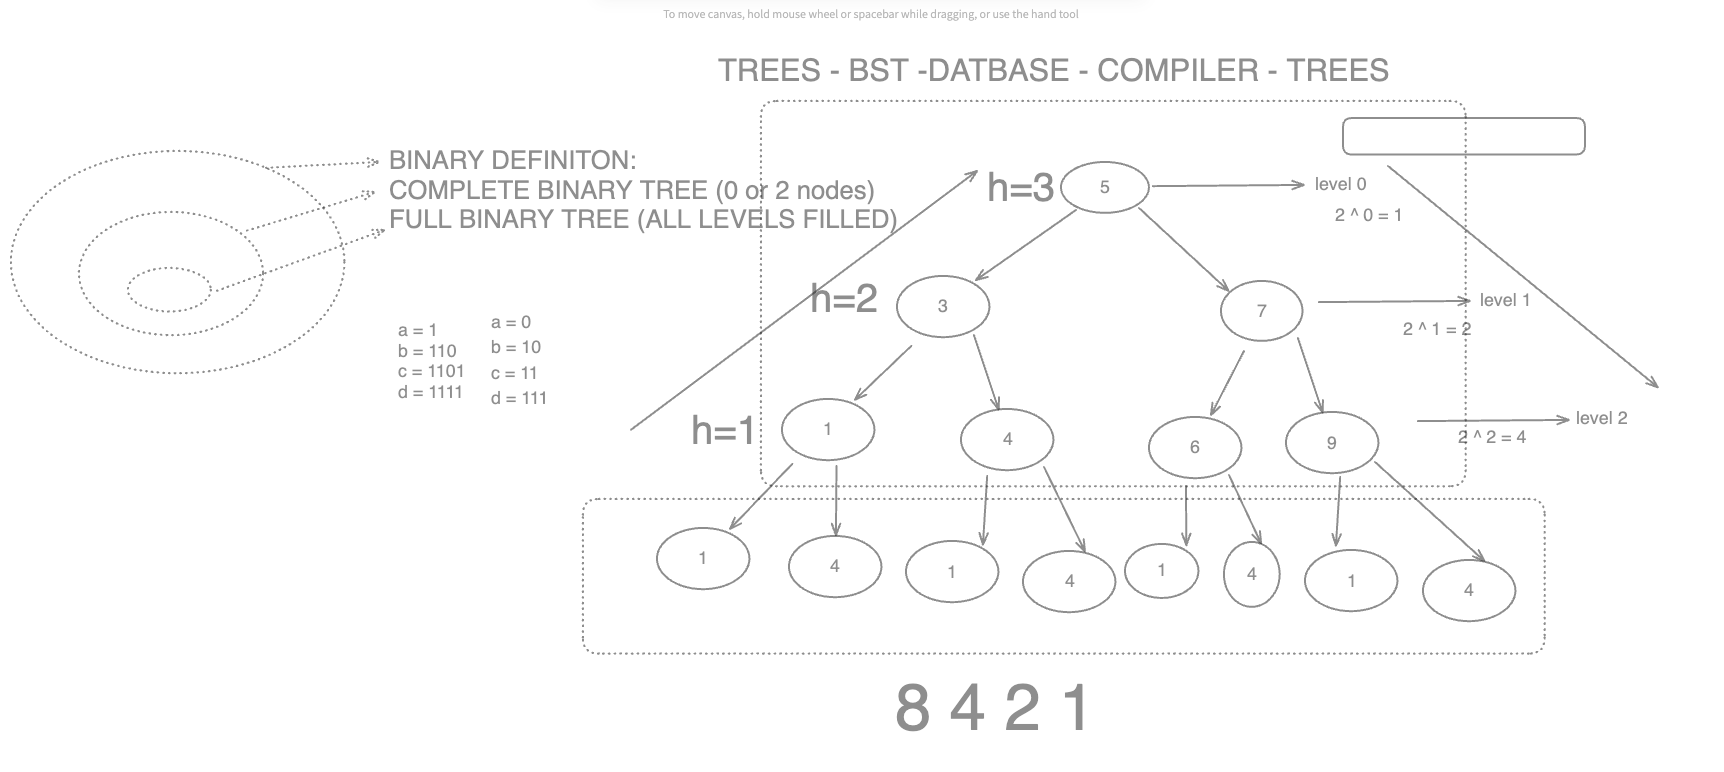 To move canvas, hold mouse wheel or spacebar while dragging, or use the hand tool
TREES - BST -DATBASE - COMPILER - TREES
BINARY DEFINITON:
COMPLETE BINARY TREE (0 or 2 nodes)
FULL BINARY TREE (ALL LEVELS FILLED)
a = 1
b = 110
c = 1101
d = 1111
a = 0
b = 10
c = 11
d = 111
h=3
5
level 0
2 ^ 0 = 1
h=2
3
7
level 1
2 ^ 1 = 2
h=1
1
4
6
9
level 2
2 ^ 2 = 4
1
4
1
4
1
4
1
4
8 4 2 1